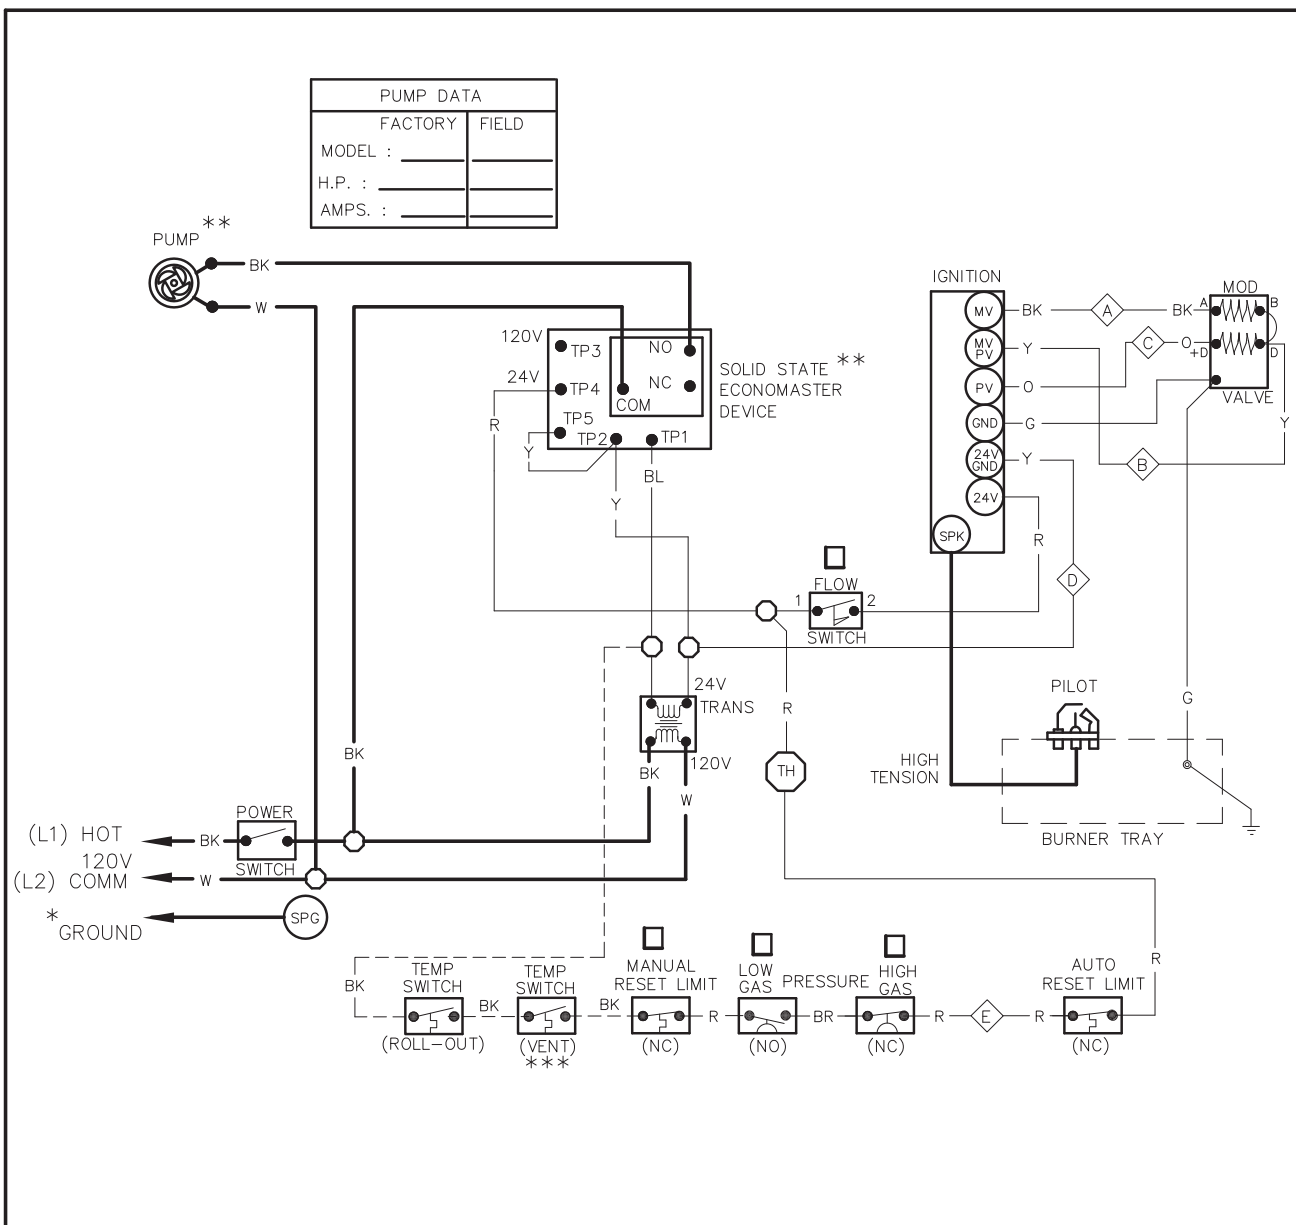 PUMP DATA
FACTORY FIELD
MODEL :
H.P. :
AMPS. :
PUMP **
BK
W
120V TP3
24V TP4
TP5
TP2
TP1
NO
NC
COM
SOLID STATE **
ECONOMASTER
DEVICE
R
Y
Y
BL
IGNITION
MV
MV
PV
PV
GND
24V
GND
24V
SPK
BK
A
BK
Y
O
C
O
G
Y
B
R
D
Y
MOD
A
B
+D
D
VALVE
FLOW
1
2
SWITCH
24V
TRANS
120V
BK
W
BK
R
TH
HIGH
TENSION
PILOT
G
BURNER TRAY
POWER
SWITCH
(L1) HOT
BK
120V
(L2) COMM
W
*
GROUND
SPG
BK
TEMP
SWITCH
(ROLL-OUT)
BK
TEMP
SWITCH
(VENT)
***
BK
MANUAL
RESET LIMIT
(NC)
R
LOW
GAS
(NO)
PRESSURE
BR
HIGH
GAS
(NC)
R
E
R
AUTO
RESET LIMIT
(NC)
R